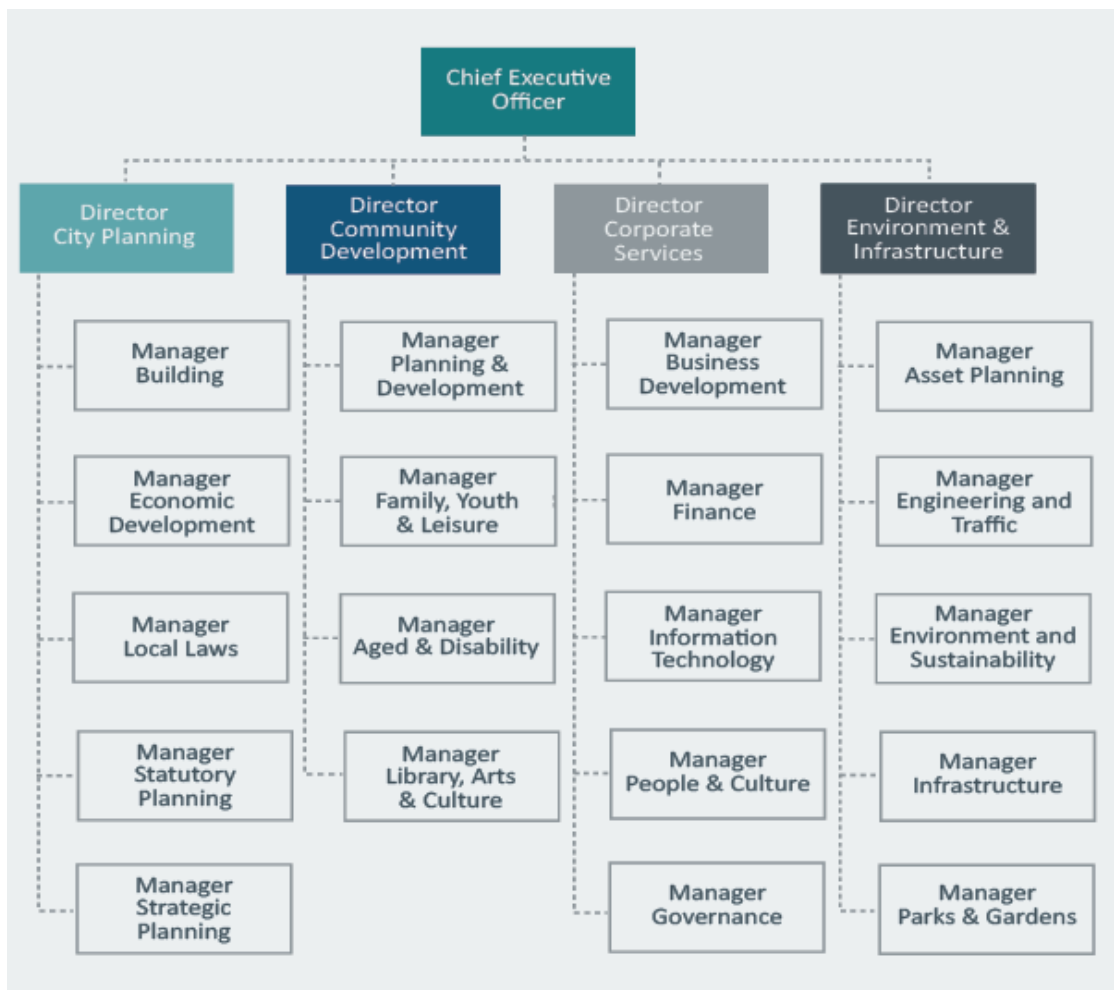 Chief Executive
Officer
Director
City Planning
Director
Community
Development
Director
Corporate
Services
Director
Environment &
Infrastructure
Manager
Building
Manager
Planning &
Development
Manager
Business
Development
Manager
Asset Planning
Manager
Economic
Development
Manager
Family, Youth
& Leisure
Manager
Finance
Manager
Engineering and
Traffic
Manager
Local Laws
Manager
Aged & Disability
Manager
Information
Technology
Manager
Environment and
Sustainability
Manager
Statutory
Planning
Manager
Library, Arts
& Culture
Manager
People & Culture
Manager
Infrastructure
Manager
Strategic
Planning
Manager
Governance
Manager
Parks & Gardens